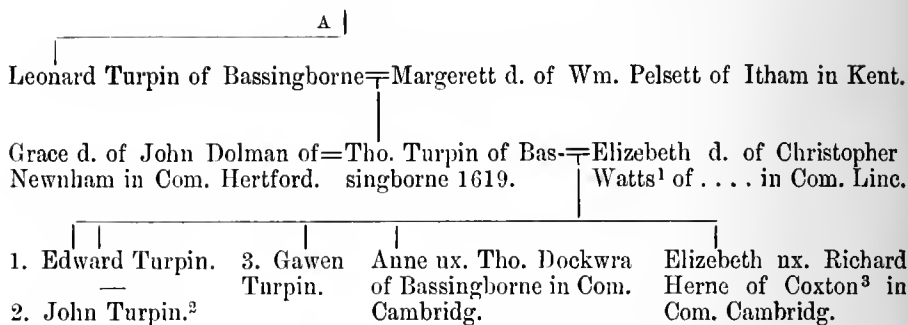 A
Leonard Turpin of Bassingborne=Margerett d. of Wm. Pelsett of Itham in Kent.
Grace d. of John Dolman of=Tho. Turpin of Bas-=Elizebeth d. of Christopher
Newnham in Com. Hertford. singborne 1619. Watts¹ of .... in Com. Linc.
1. Edward Turpin. 3. Gawen Anne ux. Tho. Dockwra Elizebeth ux. Richard
Turpin. of Bassingborne in Com. Herne of Coxton³ in
2. John Turpin.² Cambridg. Com. Cambridg.